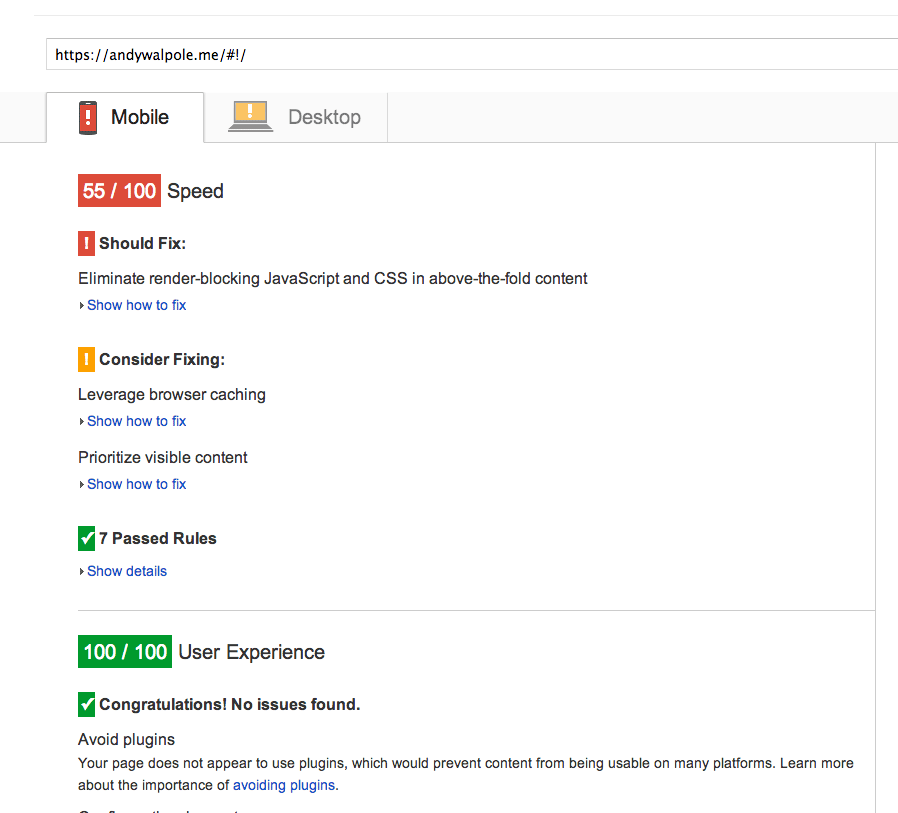 https://andywalpole.me/#!/
Mobile
Desktop
55 / 100 Speed
! Should Fix:
Eliminate render-blocking JavaScript and CSS in above-the-fold content
Show how to fix
! Consider Fixing:
Leverage browser caching
Show how to fix
Prioritize visible content
Show how to fix
7 Passed Rules
Show details
100 / 100 User Experience
Congratulations! No issues found.
Avoid plugins
Your page does not appear to use plugins, which would prevent content from being usable on many platforms. Learn more
about the importance of avoiding plugins.